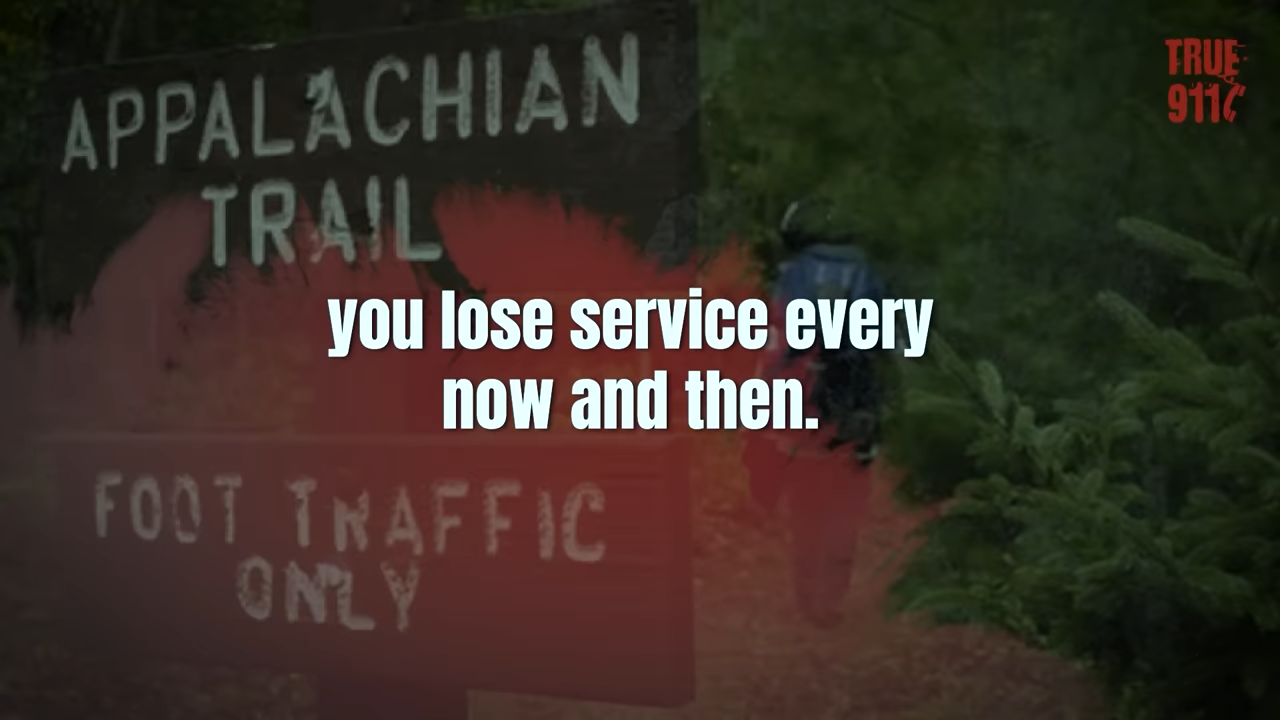 APPALACHIAN
TRAIL
TRUE
911
you lose service every
now and then.
FOOT TRAFFIC
ONLY